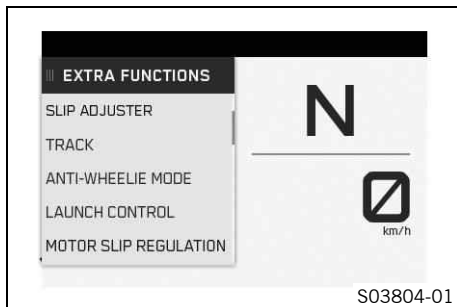 EXTRA FUNCTIONS
SLIP ADJUSTER
TRACK
ANTI-WHEELIE MODE
LAUNCH CONTROL
MOTOR SLIP REGULATION
N
0
km/h
S03804-01